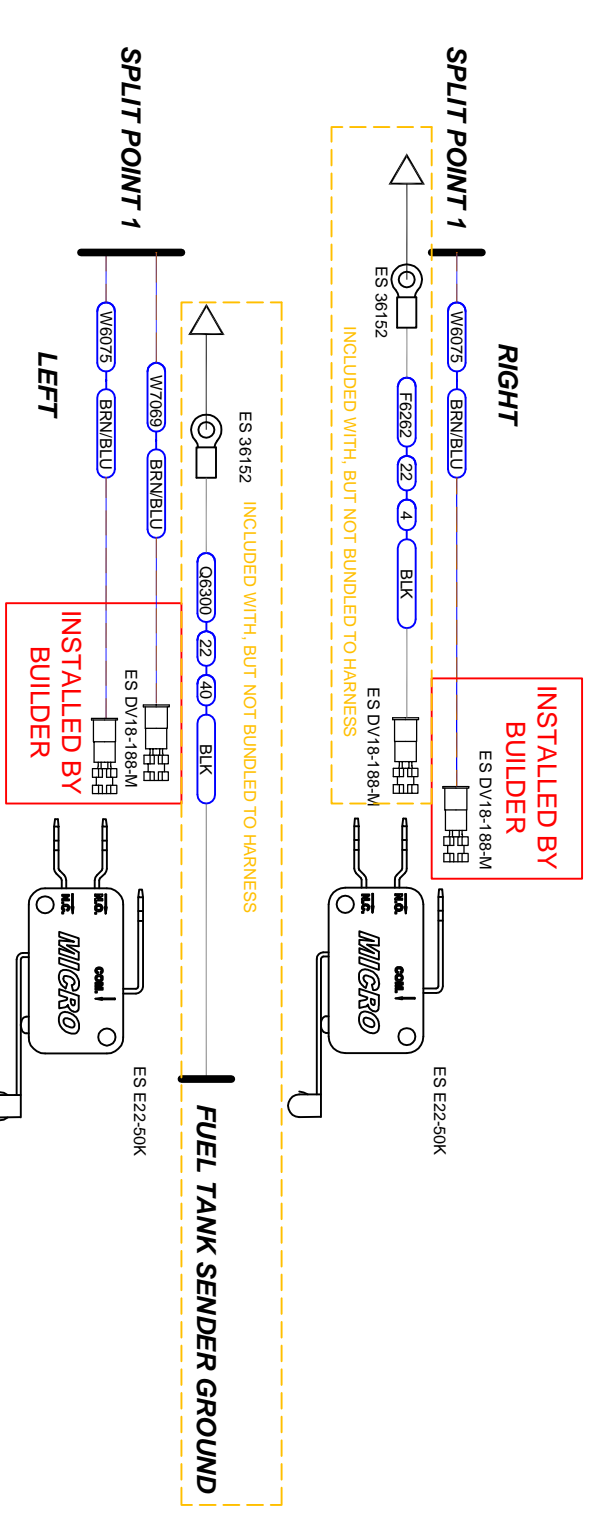 SPLIT POINT 1
RIGHT
W6075 BRN/BLU
INSTALLED BY
BUILDER
ES DV18-188-M
ES 36152
F6262 22 4 BLK
ES DV18-188-M
INCLUDED WITH, BUT NOT BUNDLED TO HARNESS
ES E22-50K
N.O.
N.C.
COM.
MICRO
ES 36152
INCLUDED WITH, BUT NOT BUNDLED TO HARNESS
Q6300 22 40 BLK
FUEL TANK SENDER GROUND
SPLIT POINT 1
LEFT
W7069 BRN/BLU
W6075 BRN/BLU
ES DV18-188-M
INSTALLED BY
BUILDER
ES E22-50K
N.O.
N.C.
COM.
MICRO